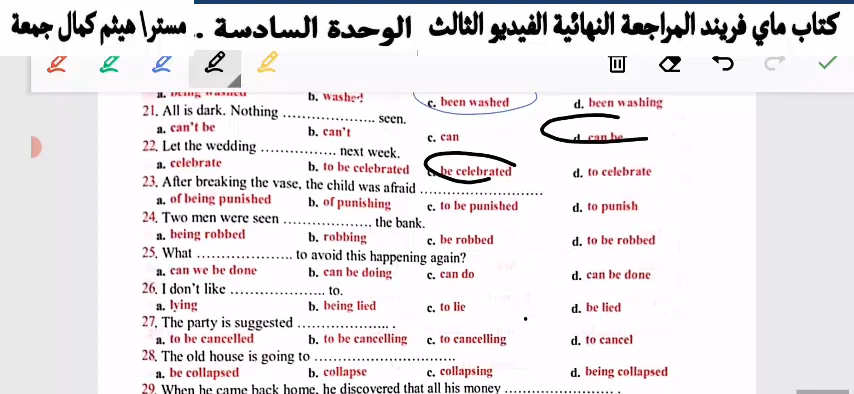 كتاب ماي فريند المراجعة النهائية الفيديو الثالث الوحدة السادسة . مستر\ هيثم كمال جمعة
a. being washed b. washed c. been washed d. been washing
21. All is dark. Nothing ……………… seen.
a. can't be b. can't c. can d. can be
22. Let the wedding ……………… next week.
a. celebrate b. to be celebrated c. be celebrated d. to celebrate
23. After breaking the vase, the child was afraid ………………………
a. of being punished b. of punishing c. to be punished d. to punish
24. Two men were seen ……………… the bank.
a. being robbed b. robbing c. be robbed d. to be robbed
25. What ……………… to avoid this happening again?
a. can we be done b. can be doing c. can do d. can be done
26. I don't like ……………… to.
a. lying b. being lied c. to lie d. be lied
27. The party is suggested ……………… .
a. to be cancelled b. to be cancelling c. to cancelling d. to cancel
28. The old house is going to ………………………
a. be collapsed b. collapse c. collapsing d. being collapsed
29. When he came back home, he discovered that all his money ……………… .